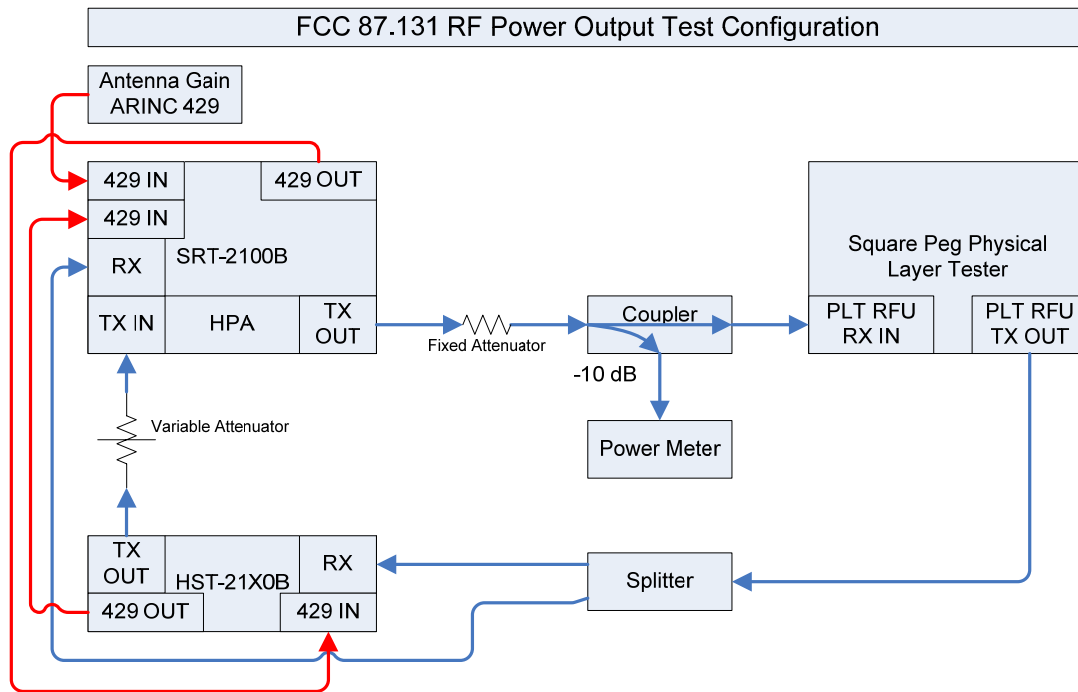 FCC 87.131 RF Power Output Test Configuration
Antenna Gain
ARINC 429
429 IN
429 OUT
429 IN
SRT-2100B
RX
TX IN
HPA
TX
OUT
Fixed Attenuator
Coupler
-10 dB
Power Meter
Square Peg Physical
Layer Tester
PLT RFU
RX IN
PLT RFU
TX OUT
Variable Attenuator
TX
OUT
HST-21X0B
RX
429 OUT
429 IN
Splitter